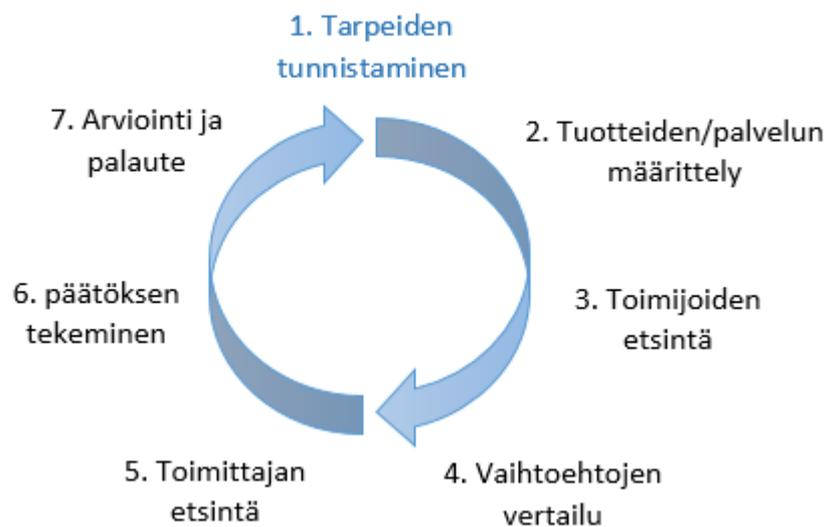 1. Tarpeiden
tunnistaminen
2. Tuotteiden/palvelun
määrittely
3. Toimijoiden
etsintä
4. Vaihtoehtojen
vertailu
5. Toimittajan
etsintä
6. päätöksen
tekeminen
7. Arviointi ja
palaute